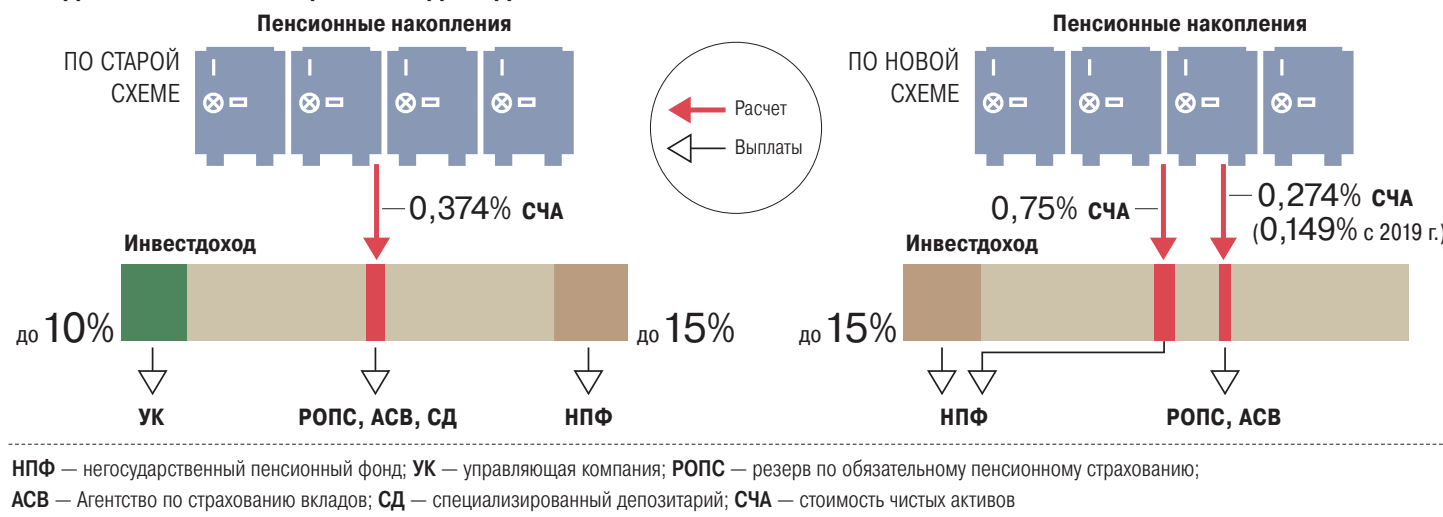 Пенсионные накопления
ПО СТАРОЙ
СХЕМЕ
0,374% СЧА
Инвестдоход
до 10%
до 15%
УК
РОПС, АСВ, СД
НПФ
Расчет
Выплаты
Пенсионные накопления
ПО НОВОЙ
СХЕМЕ
0,75% СЧА
0,274% СЧА
(0,149% с 2019 г.)
Инвестдоход
до 15%
НПФ
РОПС, АСВ
НПФ — негосударственный пенсионный фонд; УК — управляющая компания; РОПС — резерв по обязательному пенсионному страхованию;
АСВ — Агентство по страхованию вкладов; СД — специализированный депозитарий; СЧА — стоимость чистых активов